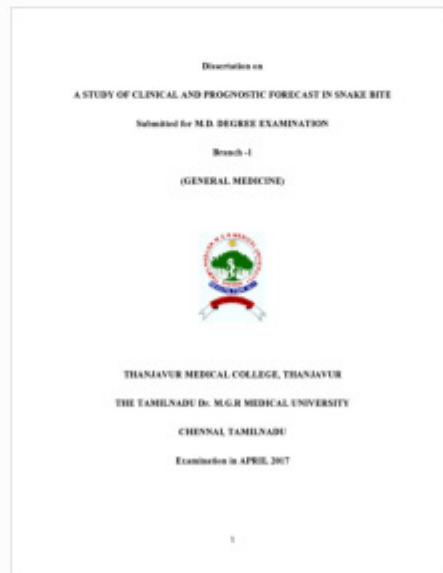 Dissertation on
A STUDY OF CLINICAL AND PROGNOSTIC FORECAST IN SNAKE BITE
Submitted for M.D. DEGREE EXAMINATION
Branch -I
(GENERAL MEDICINE)
THANJAVUR MEDICAL COLLEGE, THANJAVUR
THE TAMILNADU Dr. M.G.R MEDICAL UNIVERSITY
CHENNAI, TAMILNADU
Examination in APRIL 2017
1